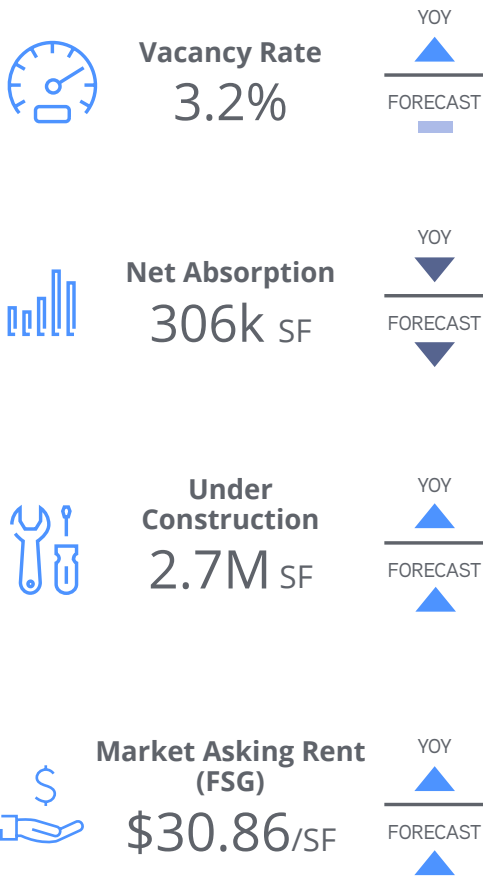 Vacancy Rate
3.2%
YOY
FORECAST
Net Absorption
306k SF
YOY
FORECAST
Under
Construction
2.7M SF
YOY
FORECAST
Market Asking Rent
(FSG)
$30.86/SF
YOY
FORECAST
$